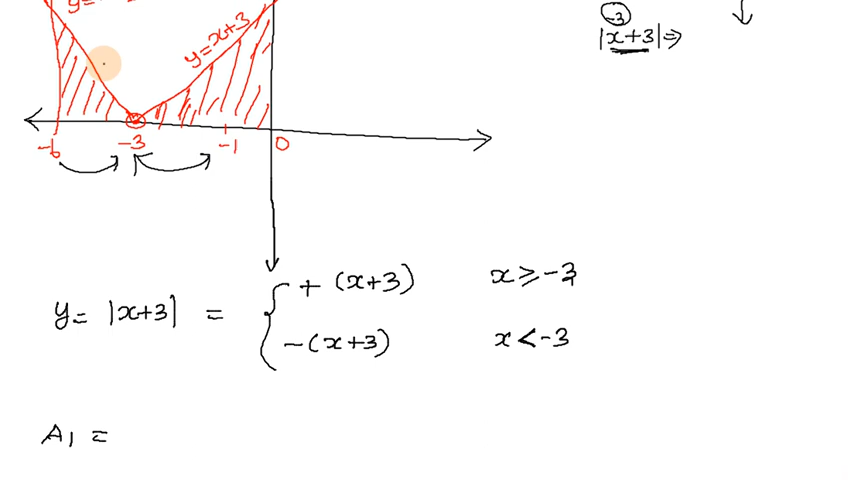 y=
y=x+3
-3
|x+3|⇒
-6 -3 -1 0
y = |x+3| = { + (x+3) x ≥ -3
-(x+3) x < -3
A₁ =